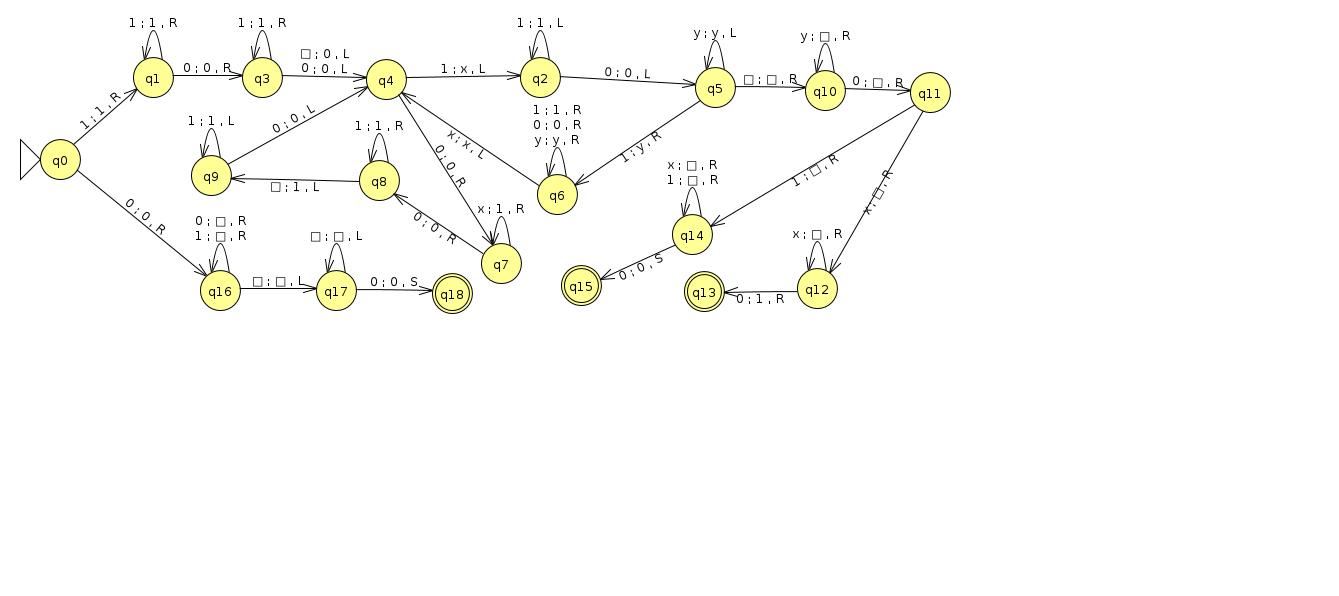 1 ; 1 , R
1 ; 1 , R
1 ; 1 , L
y ; y , L
y ; □ , R
□ ; 0 , L
0 ; 0 , R
0 ; 0 , L
1 ; x , L
0 ; 0 , L
□ ; □ , R
0 ; □ , R
q1
q3
q4
q2
q5
q10
q11
1 ; 1 , R
1 ; 1 , L
0 ; 0 , L
1 ; 1 , R
x ; x , L
1 ; 1 , R
0 ; 0 , R
y ; y , R
1 ; y , R
q0
q9
q8
0 ; 0 , R
q6
x ; □ , R
1 ; □ , R
1 ; □ , R
x ; □ , R
□ ; 1 , L
0 ; 0 , R
0 ; □ , R
1 ; □ , R
□ ; □ , L
0 ; 0 , R
x ; 1 , R
q14
x ; □ , R
q7
0 ; 0 , S
□ ; □ , L
0 ; 0 , S
q16
q17
q18
q15
q13
0 ; 1 , R
q12